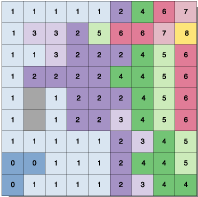 1 1 1 1 1 2 4 6 7
1 3 3 2 5 6 6 7 8
1 1 3 2 2 2 4 5 6
1 2 2 2 2 4 4 5 6
1 1 2 2 2 4 5 6
1 1 2 2 3 4 5 6
1 1 1 1 1 2 3 4 5
0 0 1 1 1 2 4 4 5
0 1 1 1 1 2 3 4 4